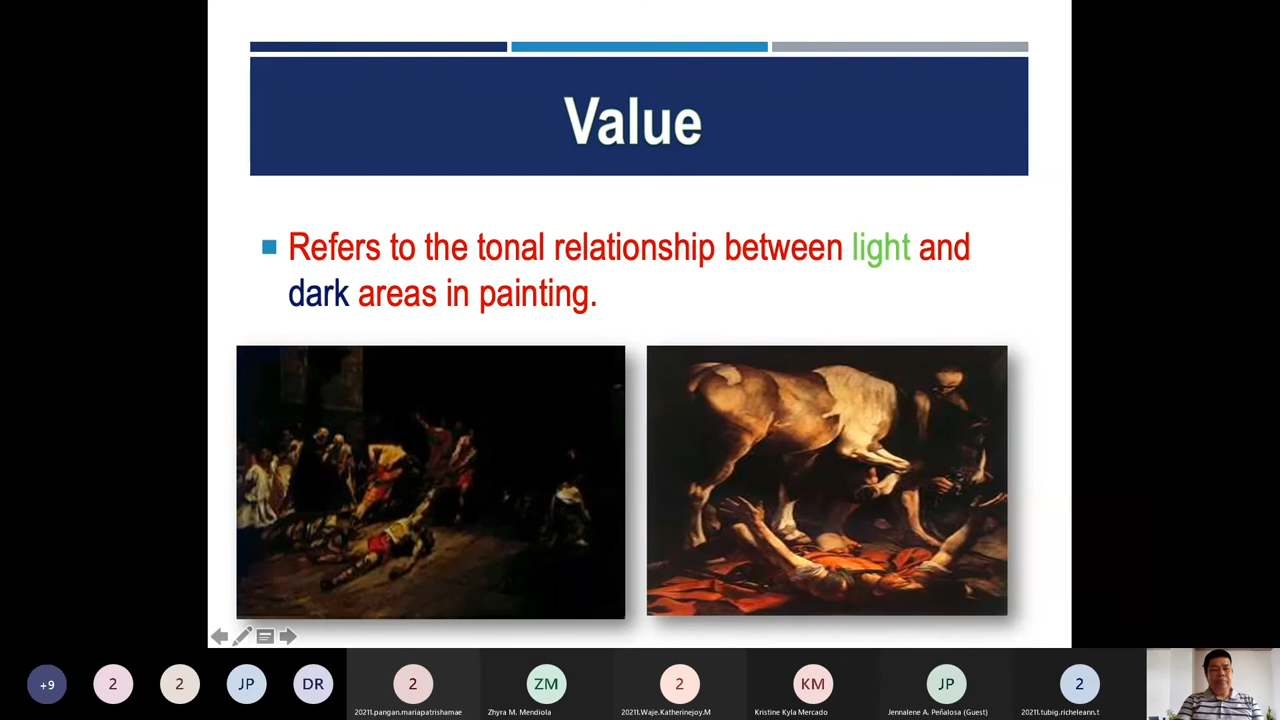 Value
Refers to the tonal relationship between light and
dark areas in painting.
+9
2
2
JP
DR
2
ZM
2
KM
JP
2
20211.pangan.mariapatrishamae
Zhyra M. Mendiola
20211.Waje.Katherinejoy.M
Kristine Kyla Mercado
Jennalene A. Peñalosa (Guest)
20211.tubig.richeleann.t